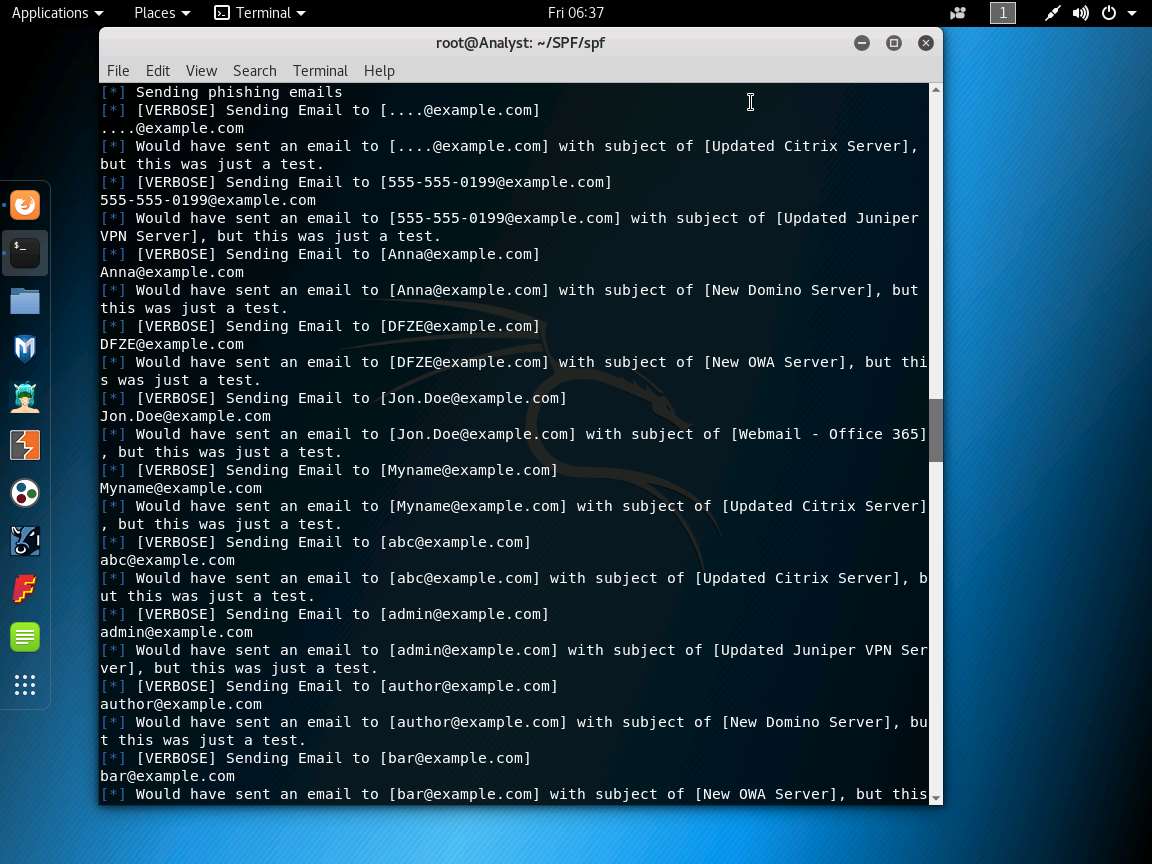 Applications Places Terminal Fri 06:37 1
root@Analyst: ~/SPF/spf
File Edit View Search Terminal Help
[*] Sending phishing emails
[*] [VERBOSE] Sending Email to [....@example.com]
....@example.com
[*] Would have sent an email to [....@example.com] with subject of [Updated Citrix Server],
but this was just a test.
[*] [VERBOSE] Sending Email to [555-555-0199@example.com]
555-555-0199@example.com
[*] Would have sent an email to [555-555-0199@example.com] with subject of [Updated Juniper
VPN Server], but this was just a test.
[*] [VERBOSE] Sending Email to [Anna@example.com]
Anna@example.com
[*] Would have sent an email to [Anna@example.com] with subject of [New Domino Server], but
this was just a test.
[*] [VERBOSE] Sending Email to [DFZE@example.com]
DFZE@example.com
[*] Would have sent an email to [DFZE@example.com] with subject of [New OWA Server], but thi
s was just a test.
[*] [VERBOSE] Sending Email to [Jon.Doe@example.com]
Jon.Doe@example.com
[*] Would have sent an email to [Jon.Doe@example.com] with subject of [Webmail - Office 365]
, but this was just a test.
[*] [VERBOSE] Sending Email to [Myname@example.com]
Myname@example.com
[*] Would have sent an email to [Myname@example.com] with subject of [Updated Citrix Server]
, but this was just a test.
[*] [VERBOSE] Sending Email to [abc@example.com]
abc@example.com
[*] Would have sent an email to [abc@example.com] with subject of [Updated Citrix Server], b
ut this was just a test.
[*] [VERBOSE] Sending Email to [admin@example.com]
admin@example.com
[*] Would have sent an email to [admin@example.com] with subject of [Updated Juniper VPN Ser
ver], but this was just a test.
[*] [VERBOSE] Sending Email to [author@example.com]
author@example.com
[*] Would have sent an email to [author@example.com] with subject of [New Domino Server], bu
t this was just a test.
[*] [VERBOSE] Sending Email to [bar@example.com]
bar@example.com
[*] Would have sent an email to [bar@example.com] with subject of [New OWA Server], but this